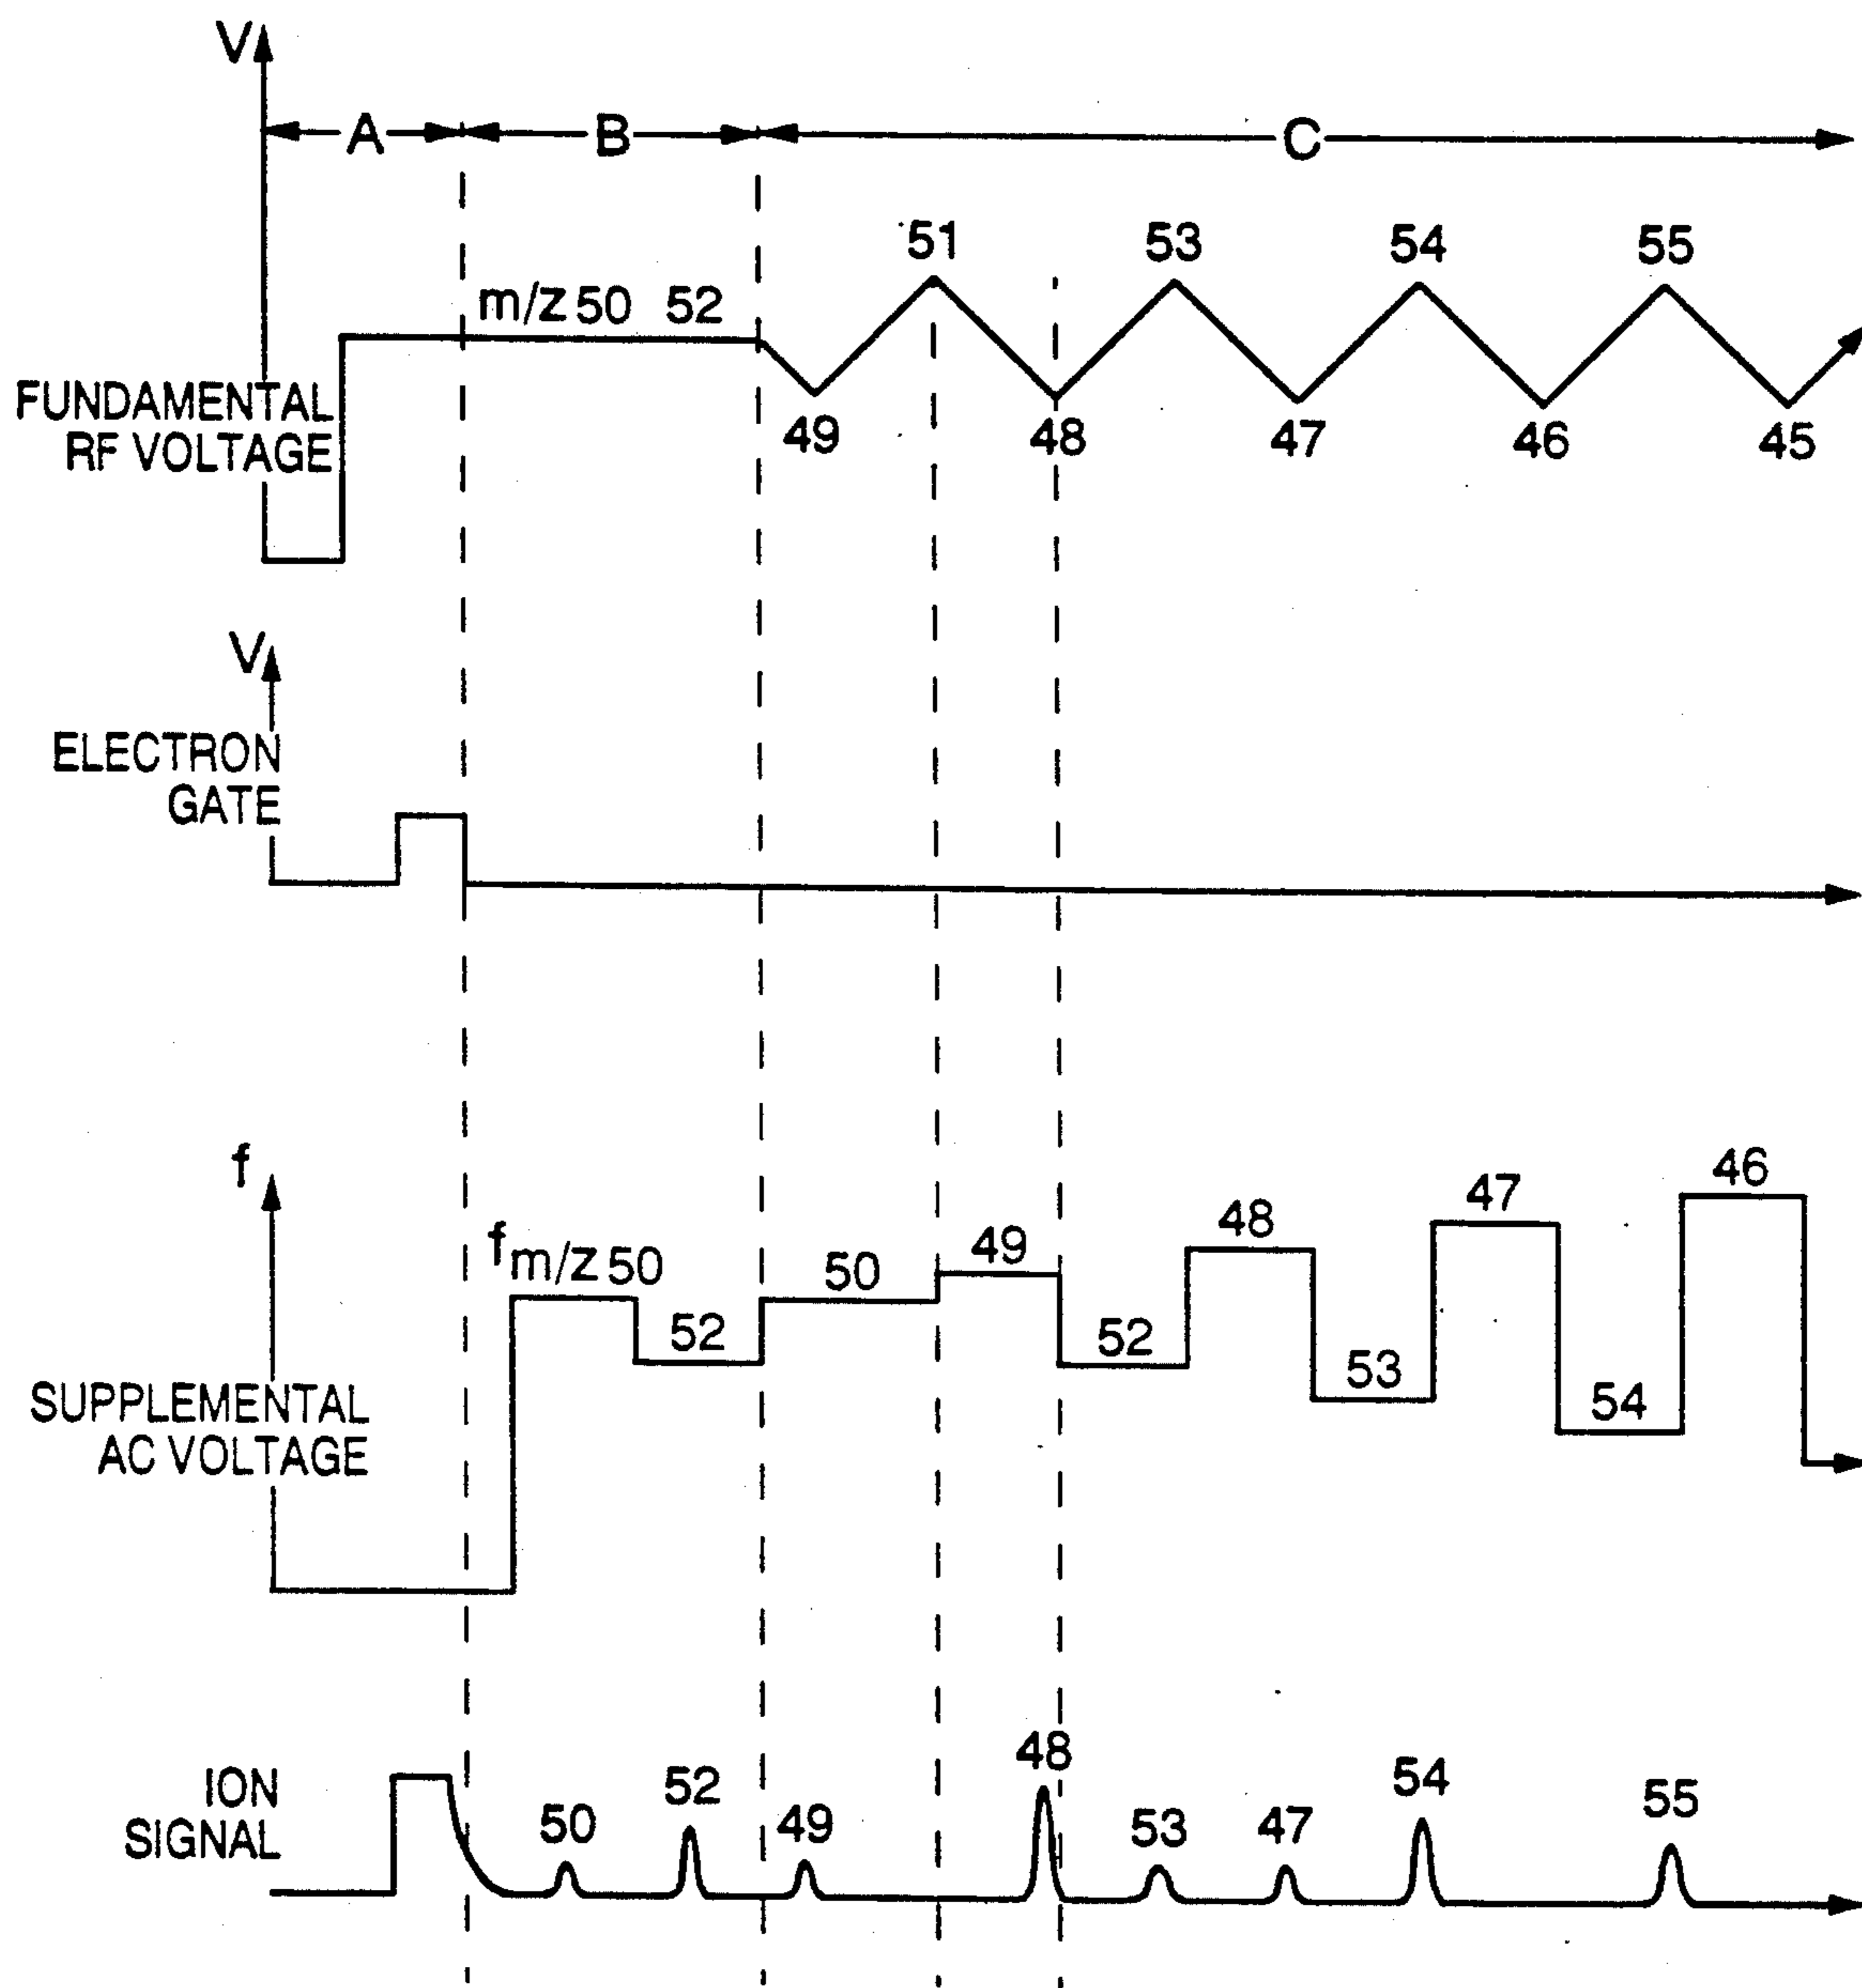 V
A B C
51 53 54 55
m/z 50 52
FUNDAMENTAL
RF VOLTAGE
49 48 47 46 45
V
ELECTRON
GATE
f
fm/z 50 52 50 49 52 48 53 47 54 46
SUPPLEMENTAL
AC VOLTAGE
ION
SIGNAL
50 52 49 48 53 47 54 55